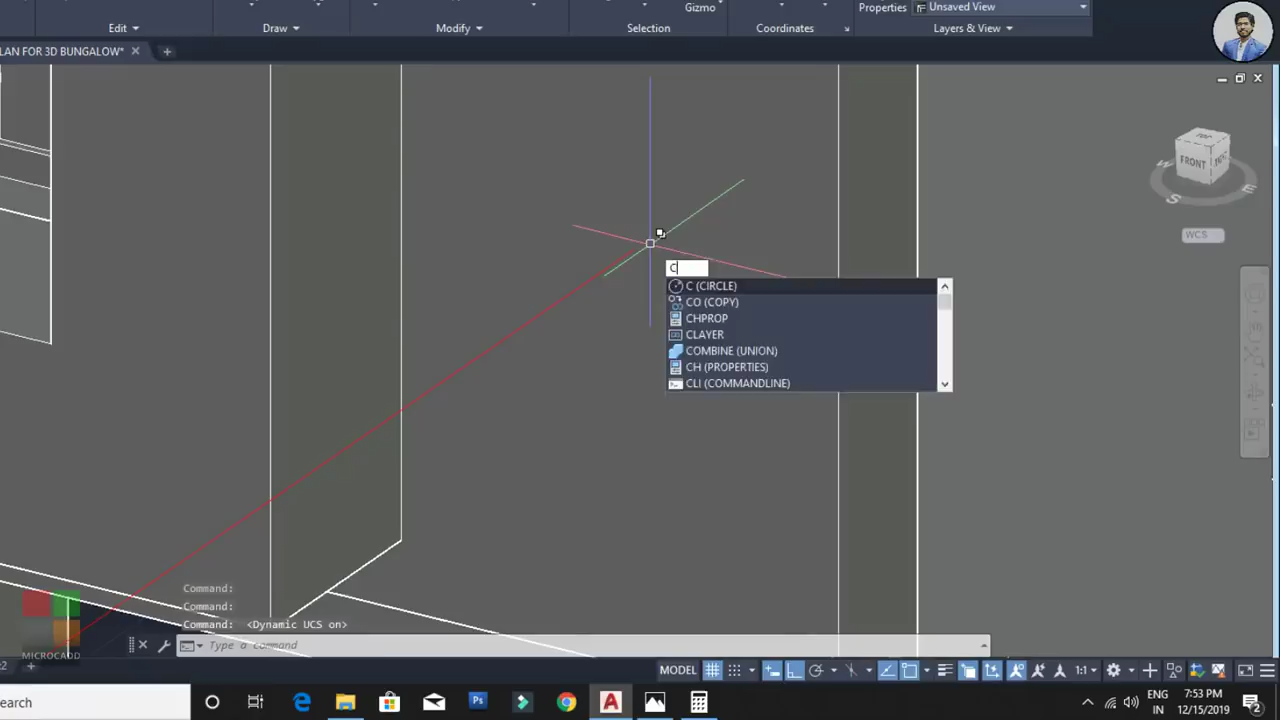 Gizmo
Properties
Unsaved View
Edit
Draw
Modify
Selection
Coordinates
Layers & View
LAN FOR 3D BUNGALOW*
TOP
FRONT
W
S
E
WCS
C
C (CIRCLE)
CO (COPY)
CHPROP
CLAYER
COMBINE (UNION)
CH (PROPERTIES)
CLI (COMMANDLINE)
Command:
Command:
Command: <Dynamic UCS on>
Type a command
MICROCADD
MODEL
1:1
earch
ENG
7:53 PM
IN
12/15/2019